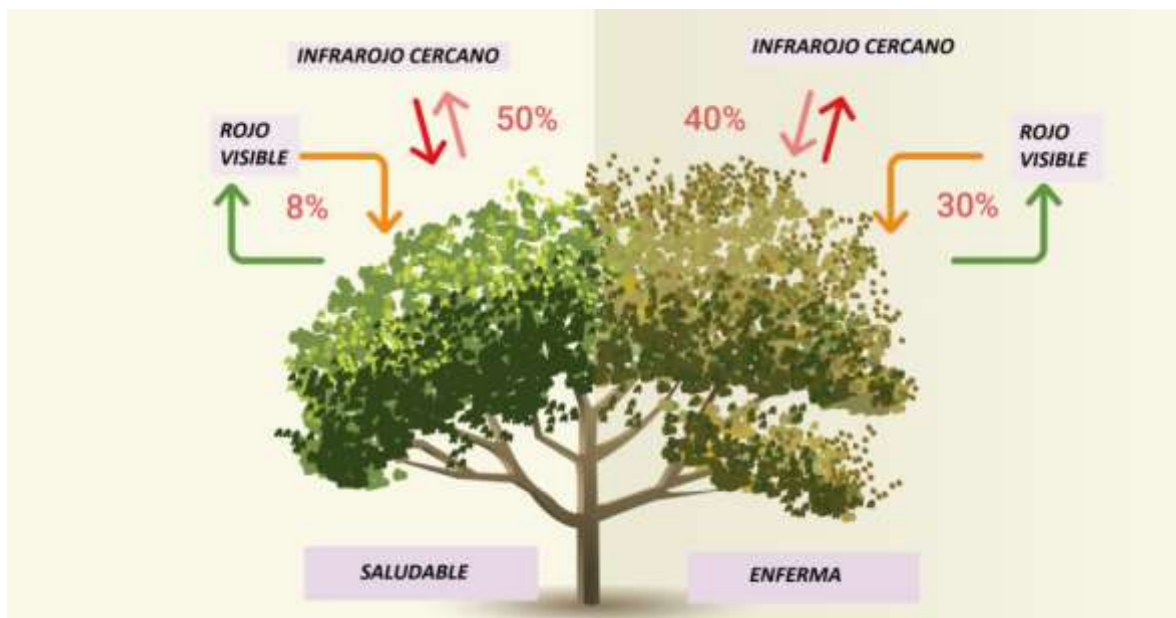 INFRAROJO CERCANO
50%
ROJO
VISIBLE
8%
INFRAROJO CERCANO
40%
ROJO
VISIBLE
30%
SALUDABLE
ENFERMA